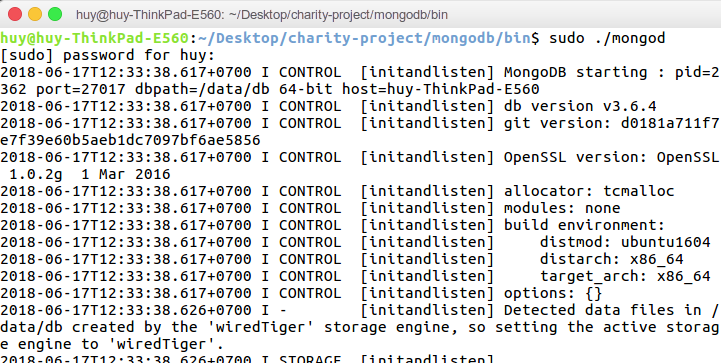 huy@huy-ThinkPad-E560: ~/Desktop/charity-project/mongodb/bin
huy@huy-ThinkPad-E560:~/Desktop/charity-project/mongodb/bin$ sudo ./mongod
[sudo] password for huy:
2018-06-17T12:33:38.617+0700 I CONTROL  [initandlisten] MongoDB starting : pid=2
362 port=27017 dbpath=/data/db 64-bit host=huy-ThinkPad-E560
2018-06-17T12:33:38.617+0700 I CONTROL  [initandlisten] db version v3.6.4
2018-06-17T12:33:38.617+0700 I CONTROL  [initandlisten] git version: d0181a711f7
e7f39e60b5aeb1dc7097bf6ae5856
2018-06-17T12:33:38.617+0700 I CONTROL  [initandlisten] OpenSSL version: OpenSSL
 1.0.2g  1 Mar 2016
2018-06-17T12:33:38.617+0700 I CONTROL  [initandlisten] allocator: tcmalloc
2018-06-17T12:33:38.617+0700 I CONTROL  [initandlisten] modules: none
2018-06-17T12:33:38.617+0700 I CONTROL  [initandlisten] build environment:
2018-06-17T12:33:38.617+0700 I CONTROL  [initandlisten]     distmod: ubuntu1604
2018-06-17T12:33:38.617+0700 I CONTROL  [initandlisten]     distarch: x86_64
2018-06-17T12:33:38.617+0700 I CONTROL  [initandlisten]     target_arch: x86_64
2018-06-17T12:33:38.617+0700 I CONTROL  [initandlisten] options: {}
2018-06-17T12:33:38.626+0700 I -        [initandlisten] Detected data files in /
data/db created by the 'wiredTiger' storage engine, so setting the active storag
e engine to 'wiredTiger'.
2018-06-17T12:33:38.626+0700 I STORAGE  [initandlisten]